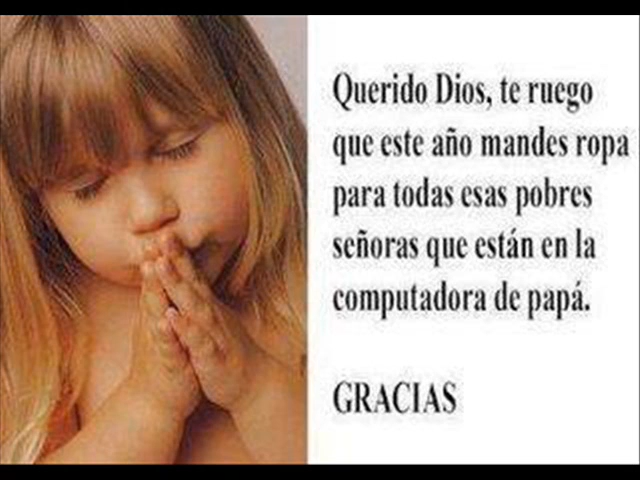 Querido Dios, te ruego
que este año mandes ropa
para todas esas pobres
señoras que están en la
computadora de papá.
GRACIAS